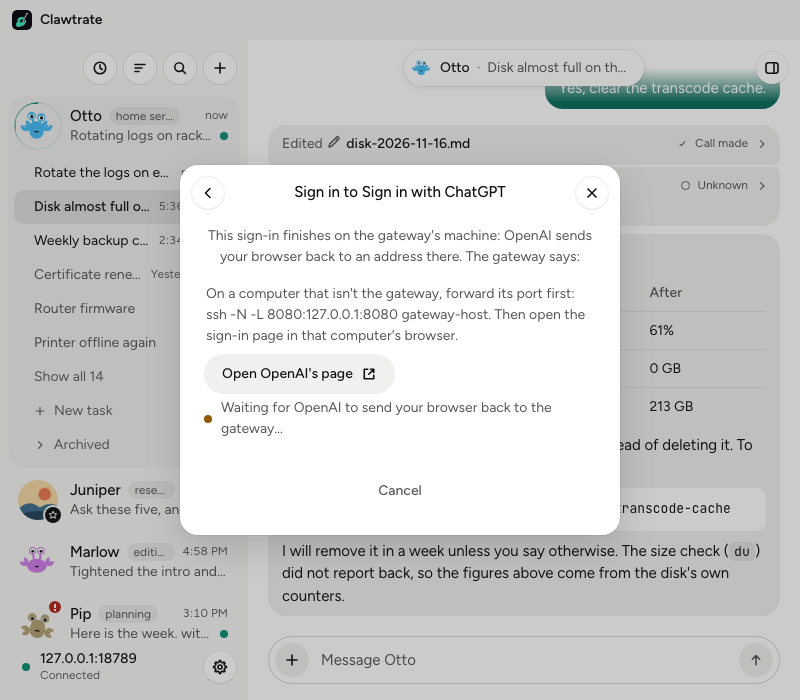 Clawtrate
Otto home ser... now
Rotating logs on rack...
Rotate the logs on e...
Disk almost full o... 5:36
Weekly backup c... 2:34
Certificate rene... Yeste
Router firmware
Printer offline again
Show all 14
New task
Archived
Juniper rese...
Ask these five, an
Marlow editi... 4:58 PM
Tightened the intro and...
Pip planning 3:10 PM
Here is the week. wit...
127.0.0.1:18789
Connected
Otto · Disk almost full on th...
Yes, clear the transcode cache.
Edited disk-2026-11-16.md Call made
Unknown
Sign in to Sign in with ChatGPT
This sign-in finishes on the gateway's machine: OpenAI sends
your browser back to an address there. The gateway says:
On a computer that isn't the gateway, forward its port first:
ssh -N -L 8080:127.0.0.1:8080 gateway-host. Then open the
sign-in page in that computer's browser.
Open OpenAI's page
Waiting for OpenAI to send your browser back to the
gateway...
Cancel
After
61%
0 GB
213 GB
ead of deleting it. To
transcode-cache
I will remove it in a week unless you say otherwise. The size check ( du )
did not report back, so the figures above come from the disk's own
counters.
Message Otto